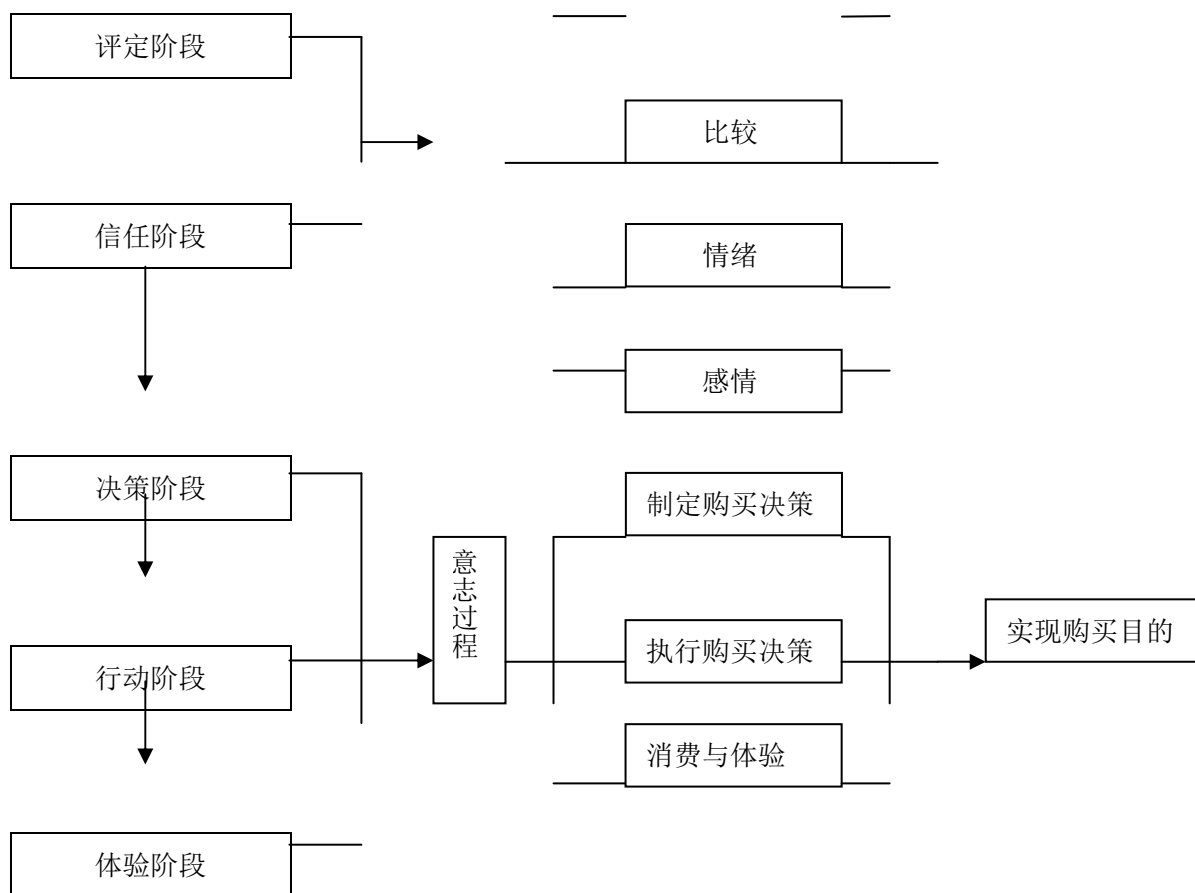 评定阶段
比较
信任阶段
情绪
感情
决策阶段
制定购买决策
意志过程
实现购买目的
执行购买决策
行动阶段
消费与体验
体验阶段